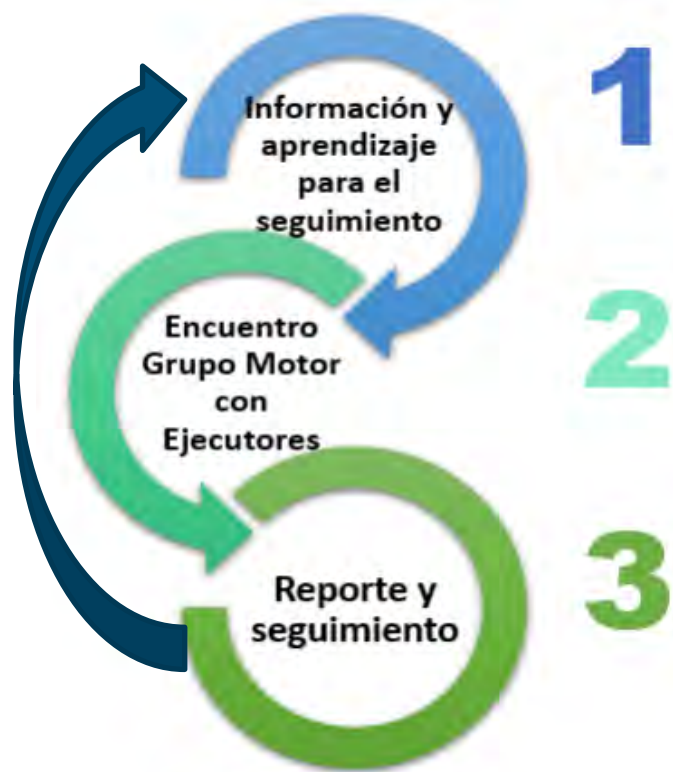 1
Información y
aprendizaje
para el
seguimiento
2
Encuentro
Grupo Motor
con
Ejecutores
3
Reporte y
seguimiento